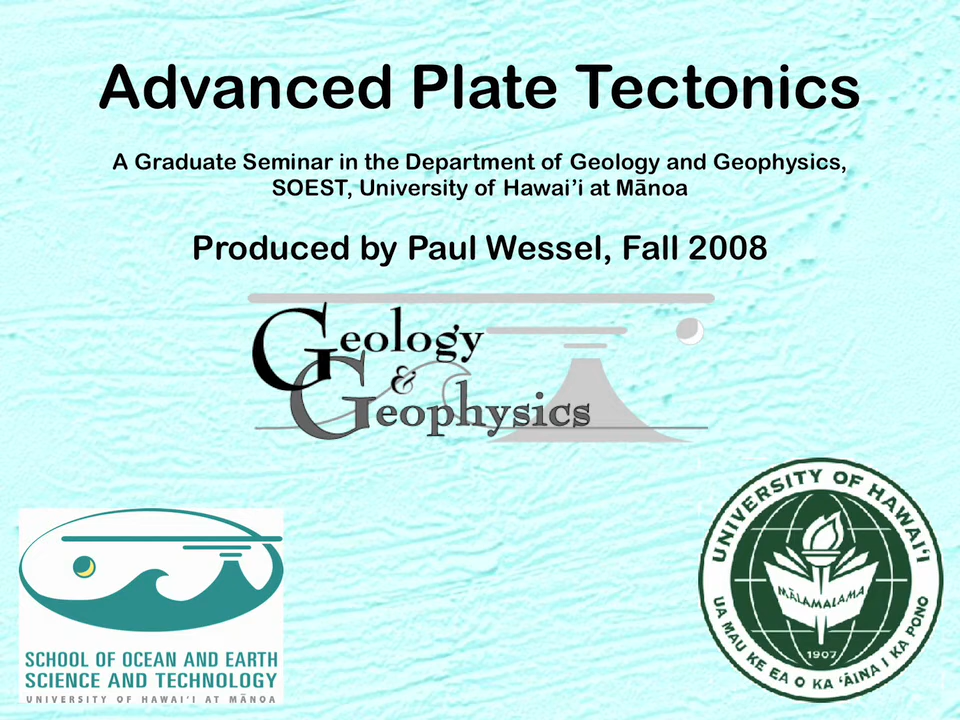 Advanced Plate Tectonics
A Graduate Seminar in the Department of Geology and Geophysics,
SOEST, University of Hawai’i at Mānoa
Produced by Paul Wessel, Fall 2008
Geology
&
Geophysics
SCHOOL OF OCEAN AND EARTH
SCIENCE AND TECHNOLOGY
UNIVERSITY OF HAWAI‘I AT MĀNOA
UNIVERSITY OF HAWAI‘I
MĀLAMALAMA
1907
UA MAU KE EA O KA ‘ĀINA I KA PONO